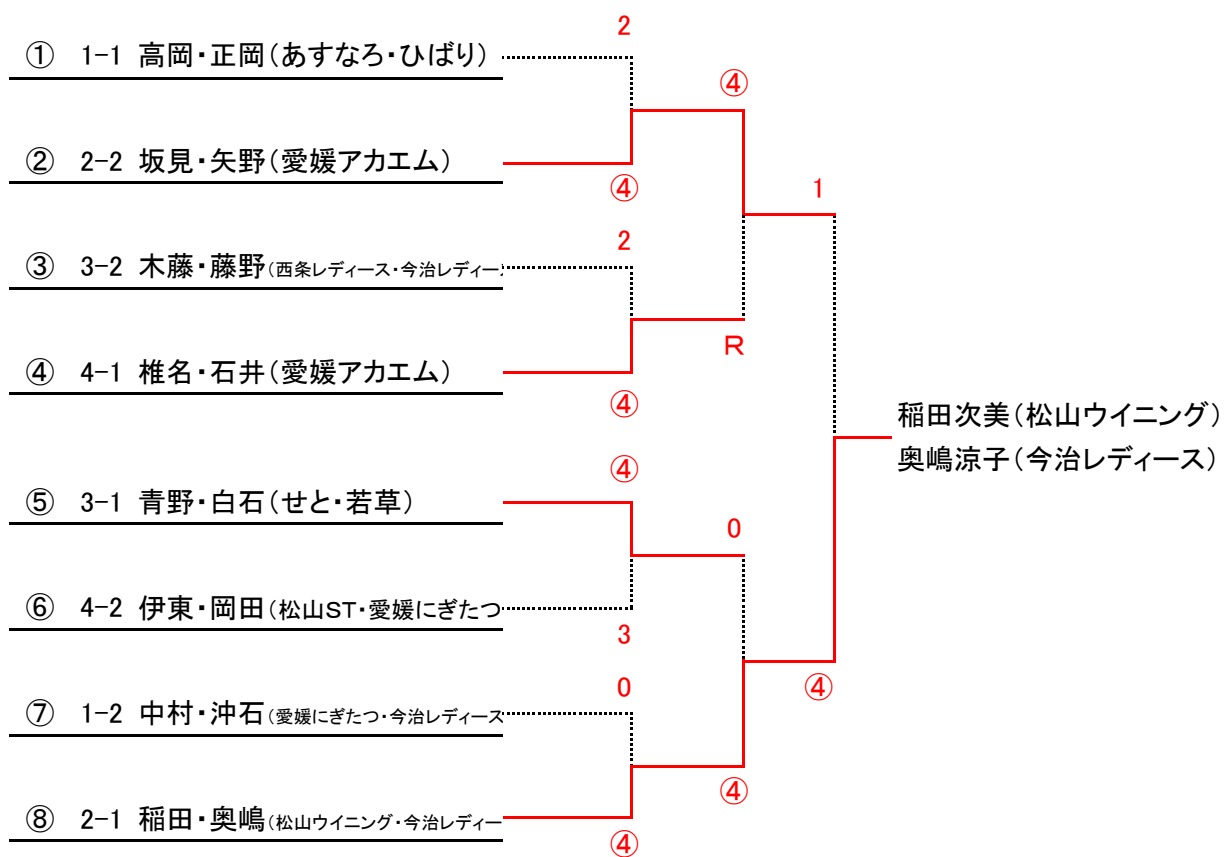 2
① 1-1 高岡・正岡(あすなろ・ひばり)
④
② 2-2 坂見・矢野(愛媛アカエム)
④
1
2
③ 3-2 木藤・藤野(西条レディース・今治レディー
R
④ 4-1 椎名・石井(愛媛アカエム)
④
稲田次美(松山ウイニング)
奥嶋涼子(今治レディース)
④
⑤ 3-1 青野・白石(せと・若草)
0
⑥ 4-2 伊東・岡田(松山ST・愛媛にぎたつ
3
0
④
⑦ 1-2 中村・沖石(愛媛にぎたつ・今治レディース
④
⑧ 2-1 稲田・奥嶋(松山ウイニング・今治レディー
④